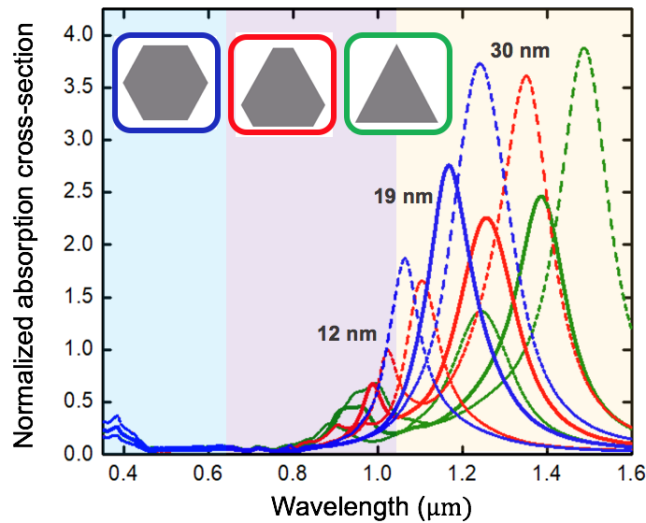 Normalized absorption cross-section
4.0
3.5
3.0
2.5
2.0
1.5
1.0
0.5
0.0
30 nm
19 nm
12 nm
0.4 0.6 0.8 1.0 1.2 1.4 1.6
Wavelength (μm)